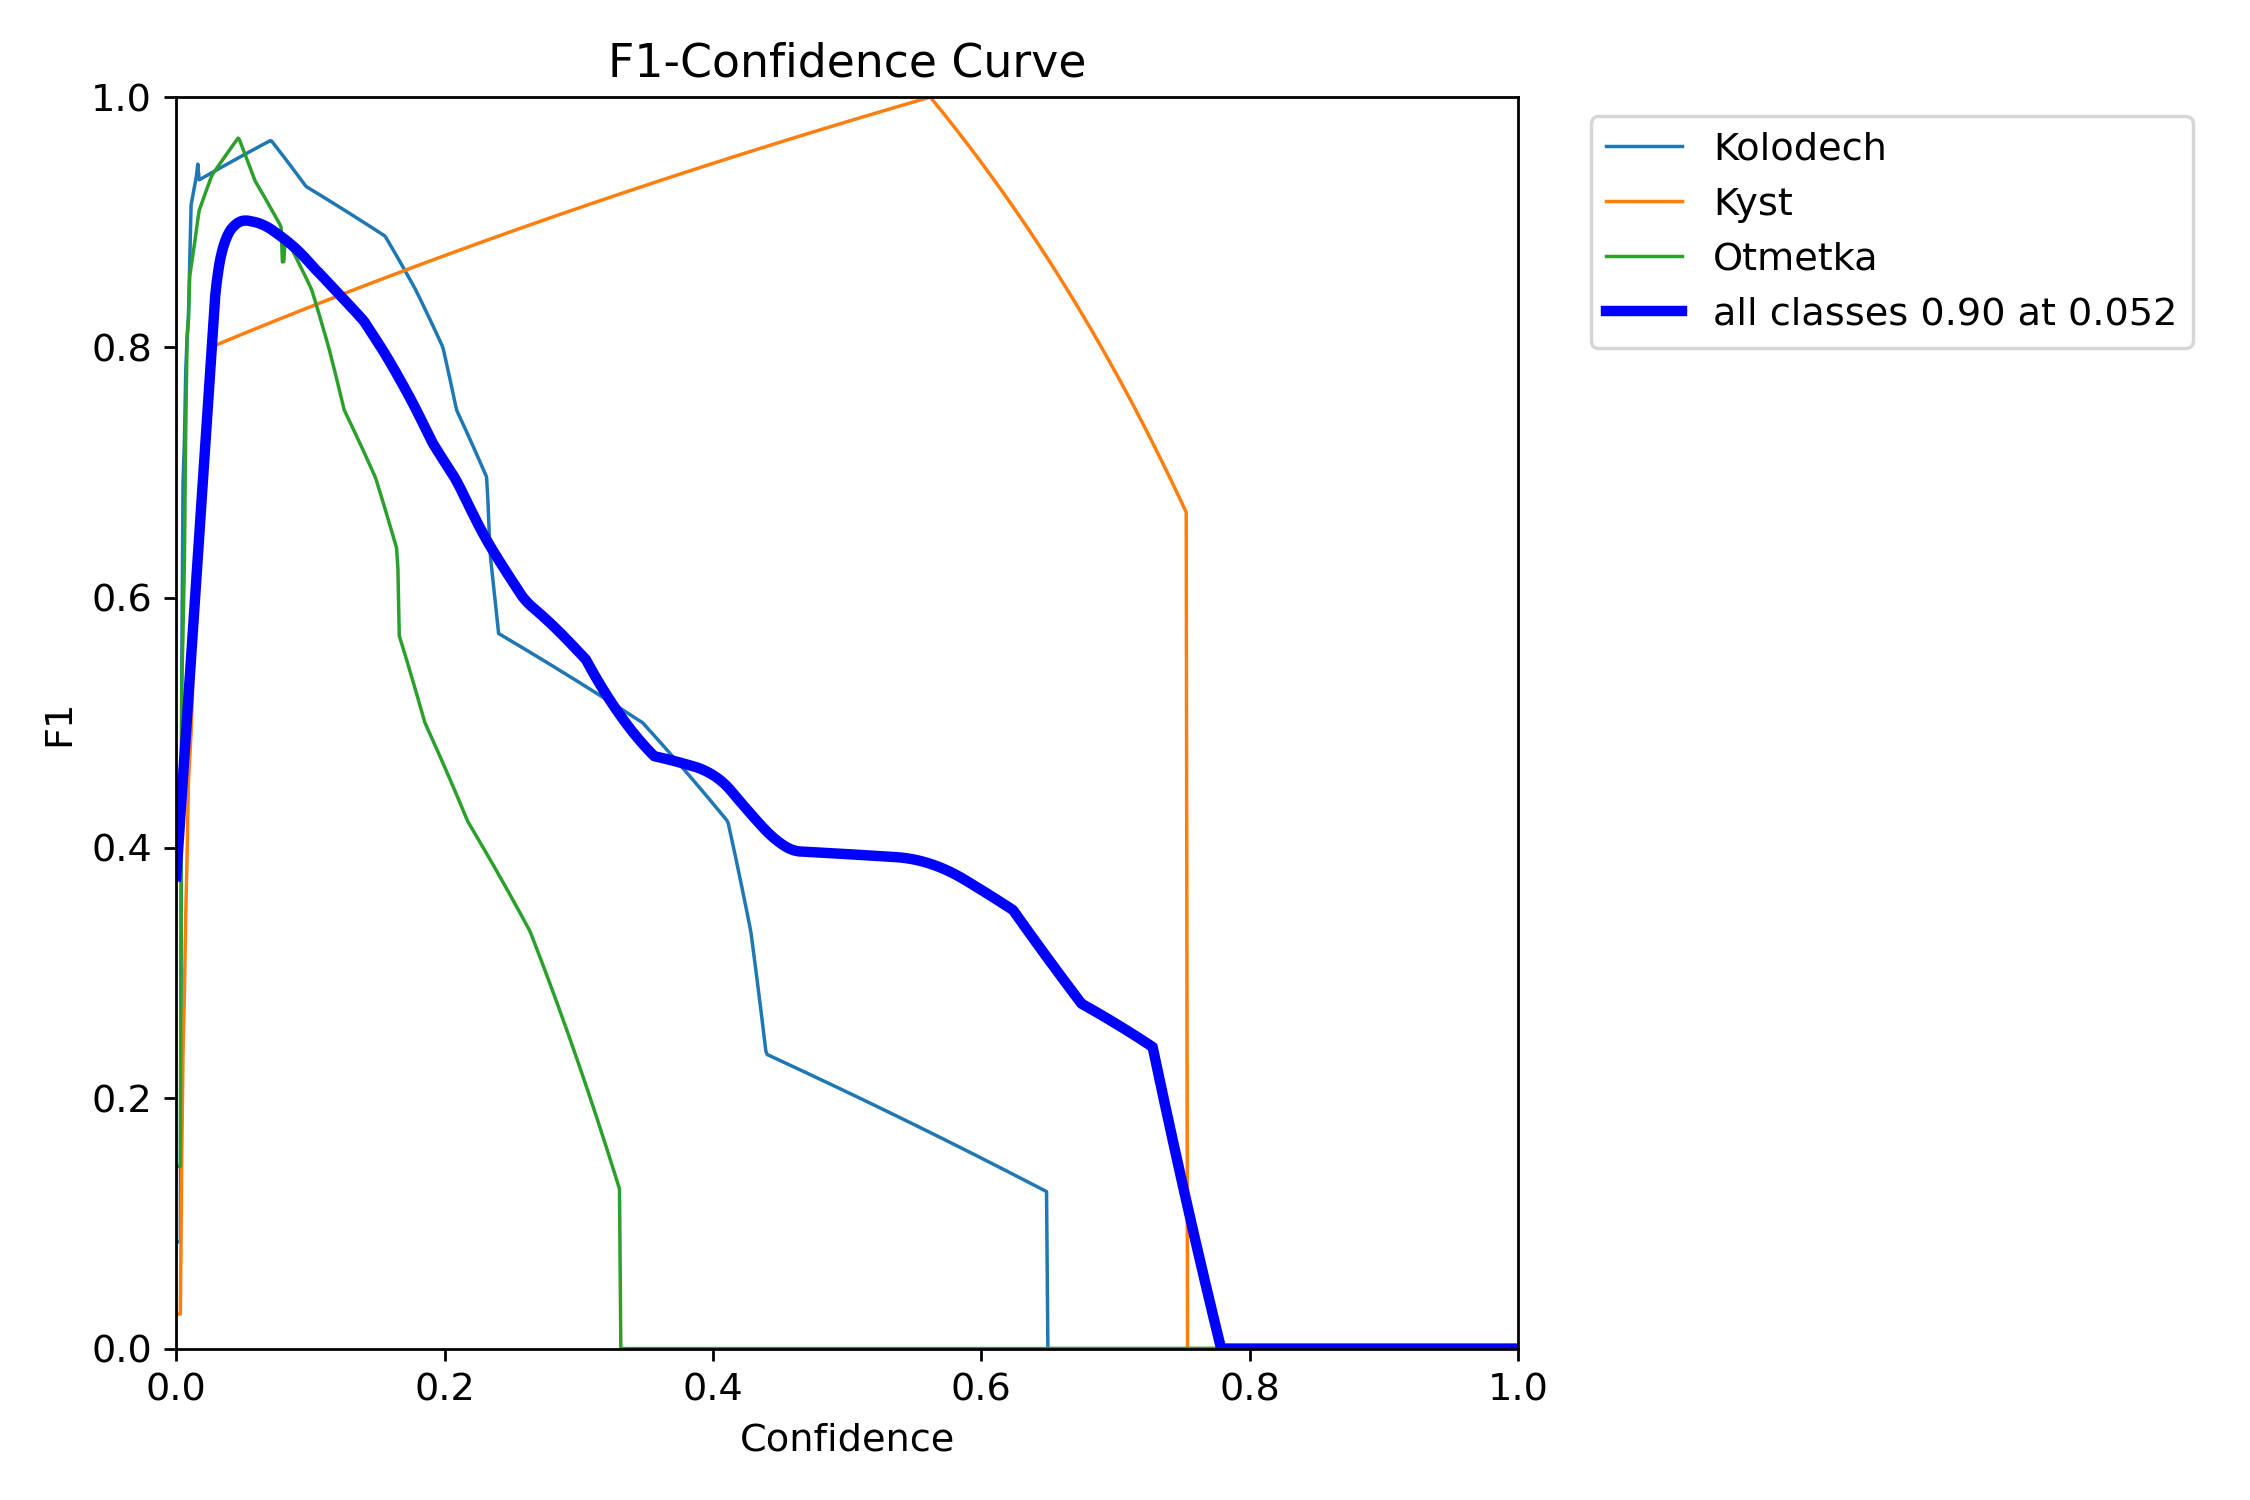 F1-Confidence Curve
1.0
0.8
0.6
0.4
0.2
0.0
F1
0.0 0.2 0.4 0.6 0.8 1.0
Confidence
Kolodech
Kyst
Otmetka
all classes 0.90 at 0.052